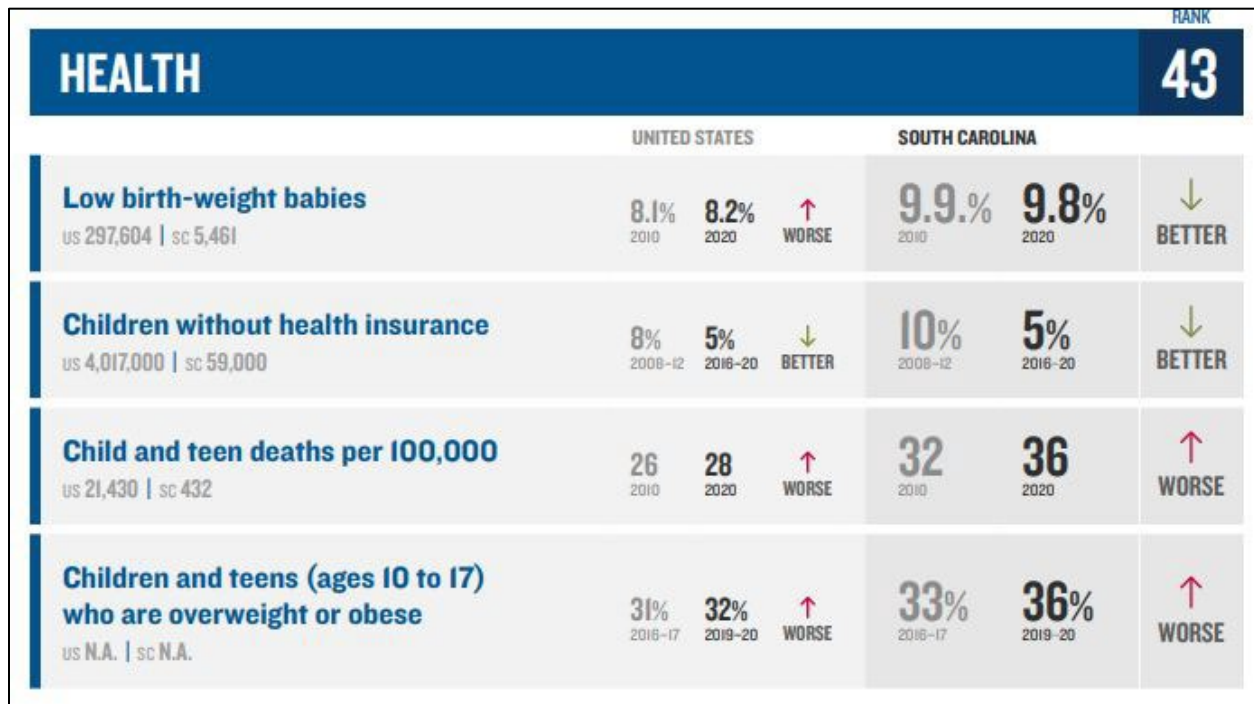 RANK
HEALTH 43
UNITED STATES SOUTH CAROLINA
Low birth-weight babies
US 297,604 | SC 5,461
8.1% 8.2% ↑ 9.9.% 9.8% ↓
2010 2020 WORSE 2010 2020 BETTER
Children without health insurance
US 4,017,000 | SC 59,000
8% 5% ↓ 10% 5% ↓
2008–12 2016–20 BETTER 2008–12 2016–20 BETTER
Child and teen deaths per 100,000
US 21,430 | SC 432
26 28 ↑ 32 36 ↑
2010 2020 WORSE 2010 2020 WORSE
Children and teens (ages 10 to 17)
who are overweight or obese
US N.A. | SC N.A.
31% 32% ↑ 33% 36% ↑
2016–17 2019–20 WORSE 2016–17 2019–20 WORSE